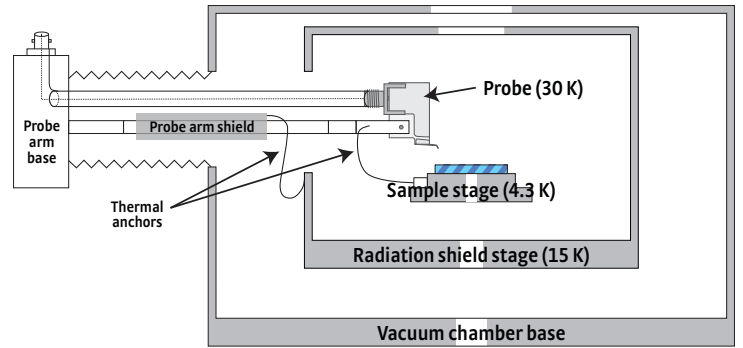 Probe (30 K)
Probe
arm
base
Probe arm shield
Thermal
anchors
Sample stage (4.3 K)
Radiation shield stage (15 K)
Vacuum chamber base